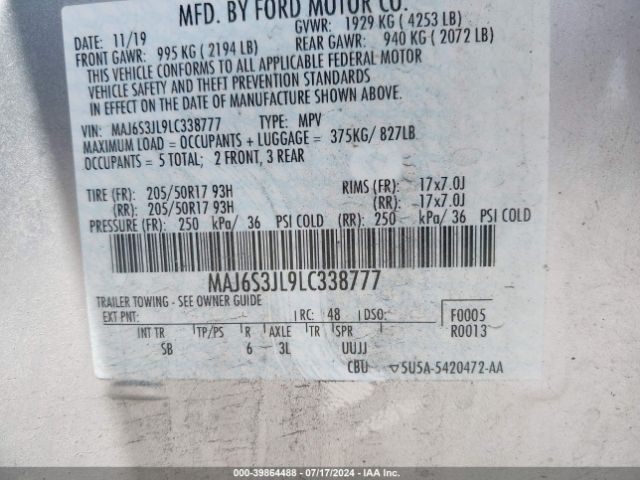 MFD. BY FORD MOTOR CO.
DATE: 11/19 GVWR: 1929 KG ( 4253 LB)
FRONT GAWR: 995 KG ( 2194 LB) REAR GAWR: 940 KG ( 2072 LB)
THIS VEHICLE CONFORMS TO ALL APPLICABLE FEDERAL MOTOR
VEHICLE SAFETY AND THEFT PREVENTION STANDARDS
IN EFFECT ON THE DATE OF MANUFACTURE SHOWN ABOVE.
VIN: MAJ6S3JL9LC338777 TYPE: MPV
MAXIMUM LOAD = OCCUPANTS + LUGGAGE = 375KG/ 827LB
OCCUPANTS = 5 TOTAL; 2 FRONT, 3 REAR
TIRE (FR): 205/50R17 93H RIMS (FR): 17x7.0J
(RR): 205/50R17 93H (RR): 17x7.0J
PRESSURE (FR): 250 kPa/ 36 PSI COLD (RR): 250 kPa/ 36 PSI COLD
MAJ6S3JL9LC338777
TRAILER TOWING - SEE OWNER GUIDE
EXT PNT: RC: 48 DSO: F0005
INT TR TP/PS R AXLE TR SPR R0013
SB 6 3L UUJJ
CBU ▽5U5A-5420472-AA
000-39864488 - 07/17/2024 - IAA Inc.